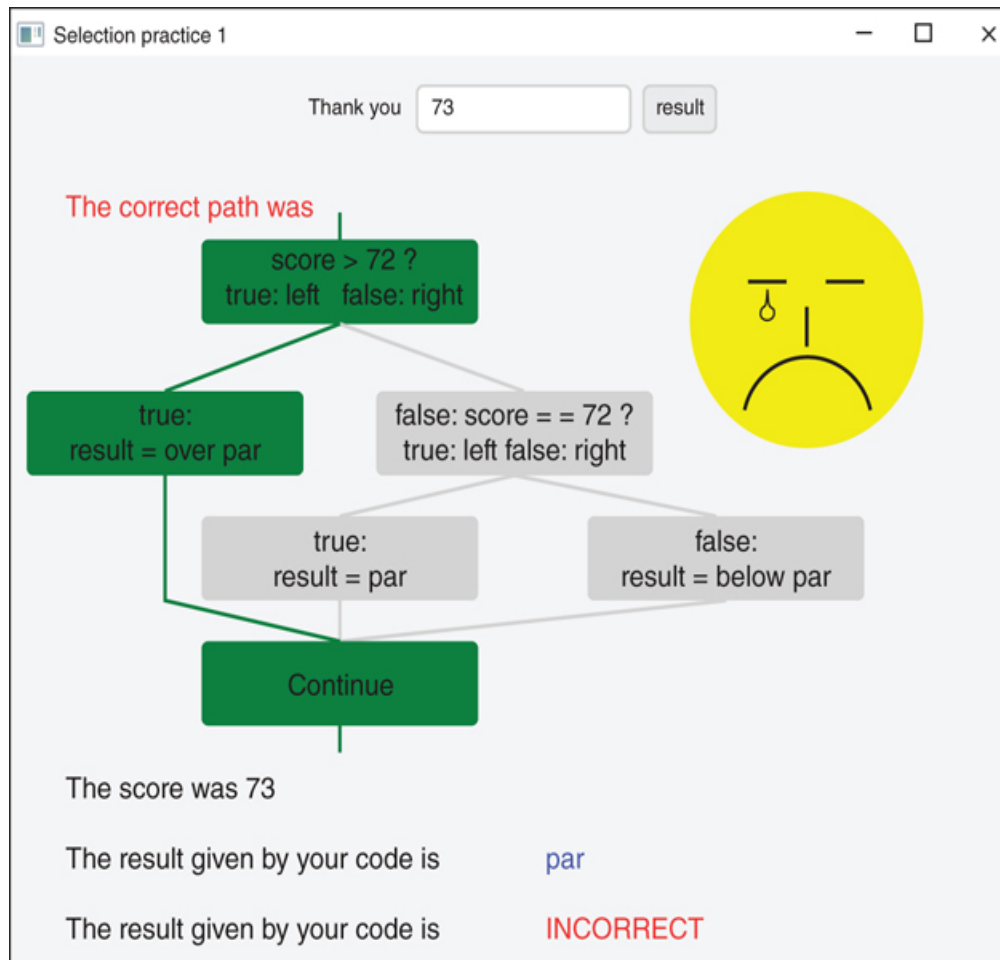 Selection practice 1
Thank you 73 result
The correct path was
score > 72 ?
true: left false: right
true:
result = over par
false: score = = 72 ?
true: left false: right
true:
result = par
false:
result = below par
Continue
The score was 73
The result given by your code is par
The result given by your code is INCORRECT